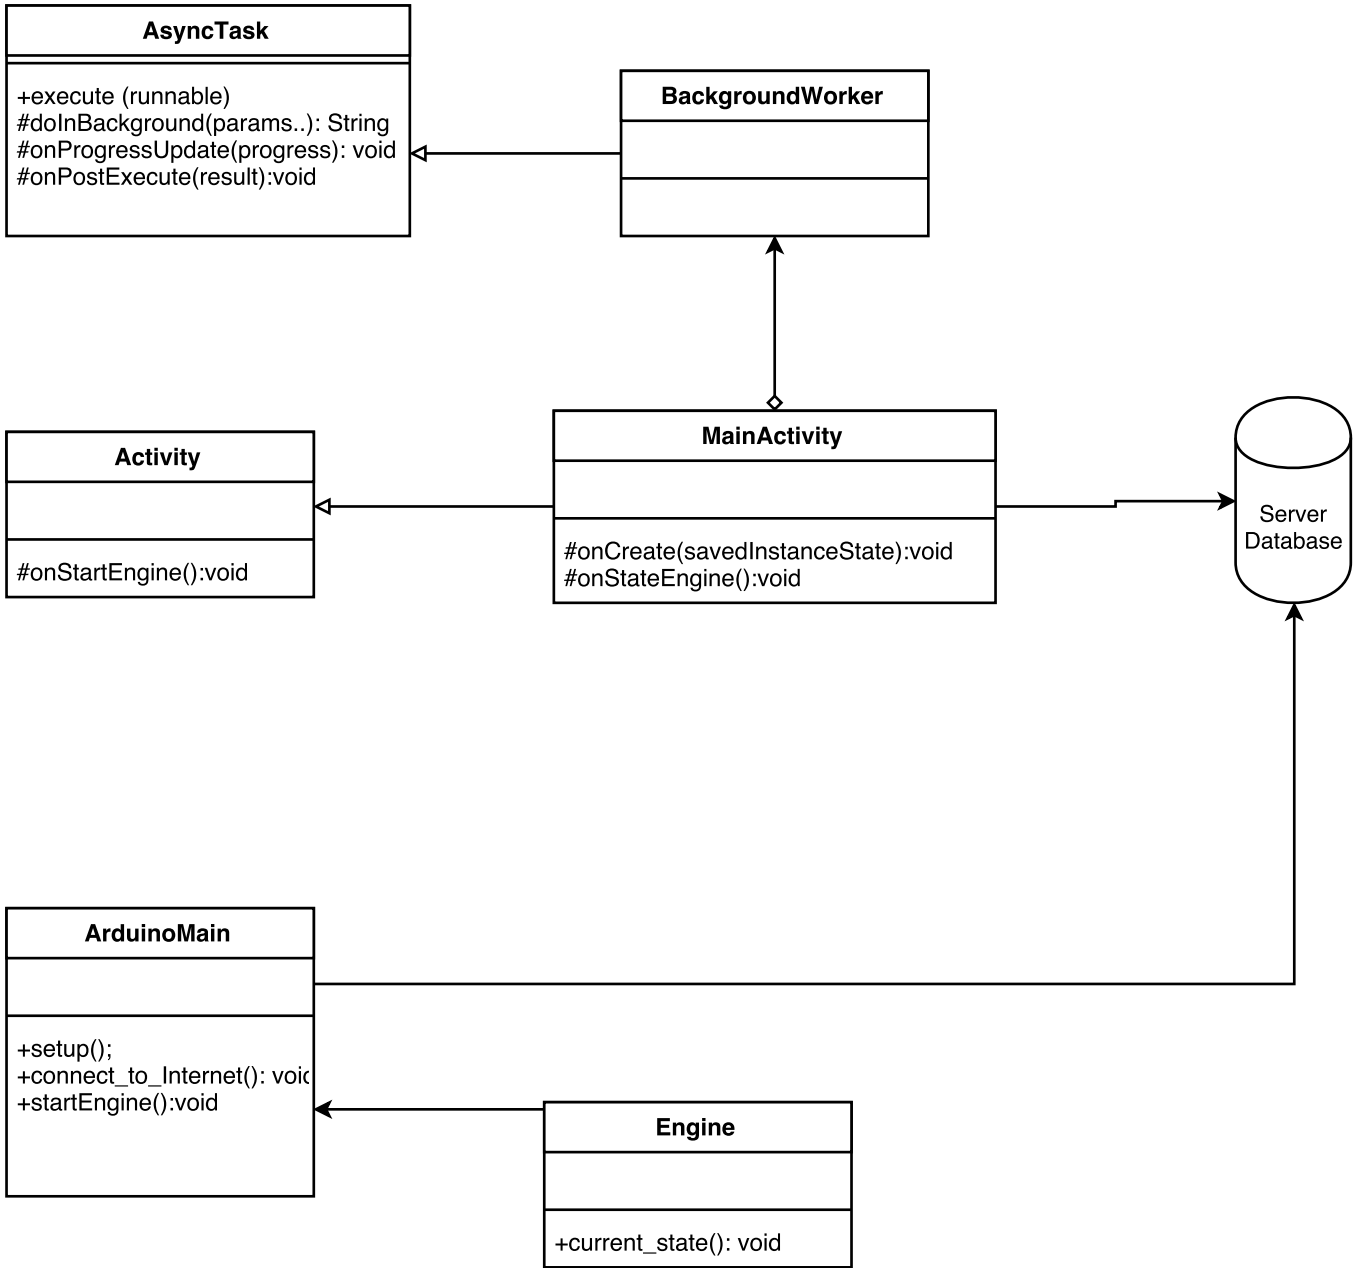 AsyncTask
+execute (runnable)
#doInBackground(params..): String
#onProgressUpdate(progress): void
#onPostExecute(result):void
BackgroundWorker
Activity
#onStartEngine():void
MainActivity
#onCreate(savedInstanceState):void
#onStateEngine():void
Server
Database
ArduinoMain
+setup();
+connect_to_Internet(): void
+startEngine():void
Engine
+current_state(): void